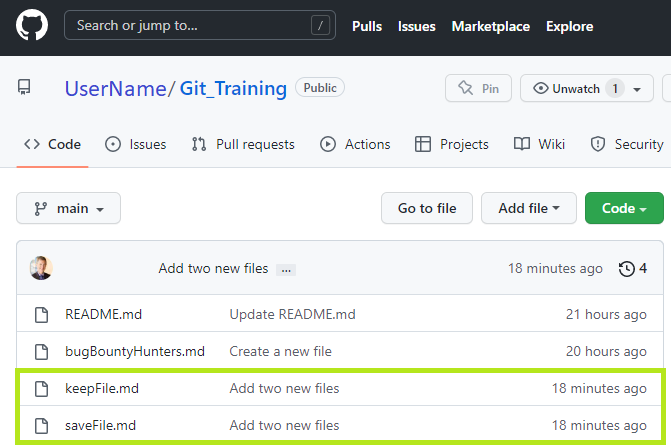 Search or jump to... / Pulls Issues Marketplace Explore
UserName/ Git_Training Public Pin Unwatch 1
Code Issues Pull requests Actions Projects Wiki Security
main Go to file Add file Code
Add two new files ... 18 minutes ago 4
README.md Update README.md 21 hours ago
bugBountyHunters.md Create a new file 20 hours ago
keepFile.md Add two new files 18 minutes ago
saveFile.md Add two new files 18 minutes ago